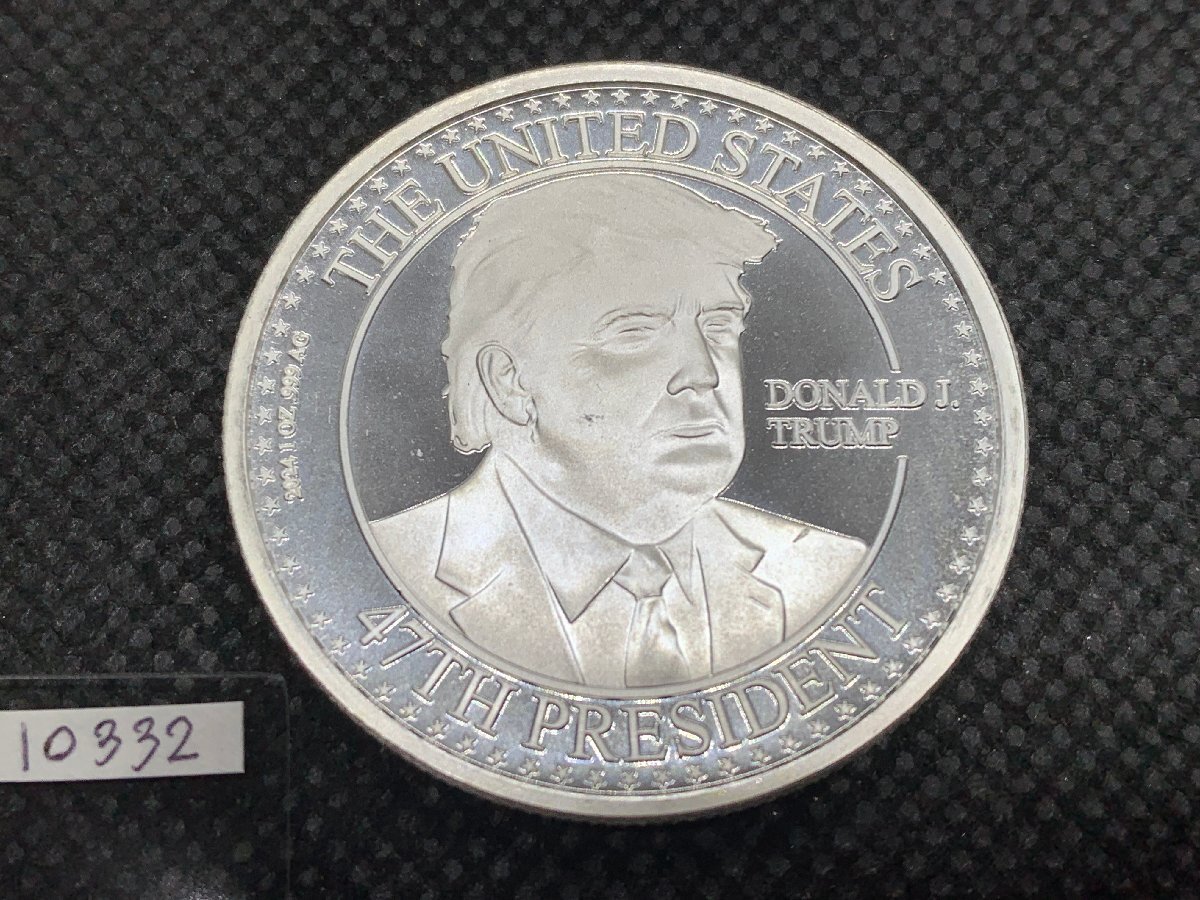 THE UNITED STATES
DONALD J.
TRUMP
2024 1 OZ .999 AG
47TH PRESIDENT
10332